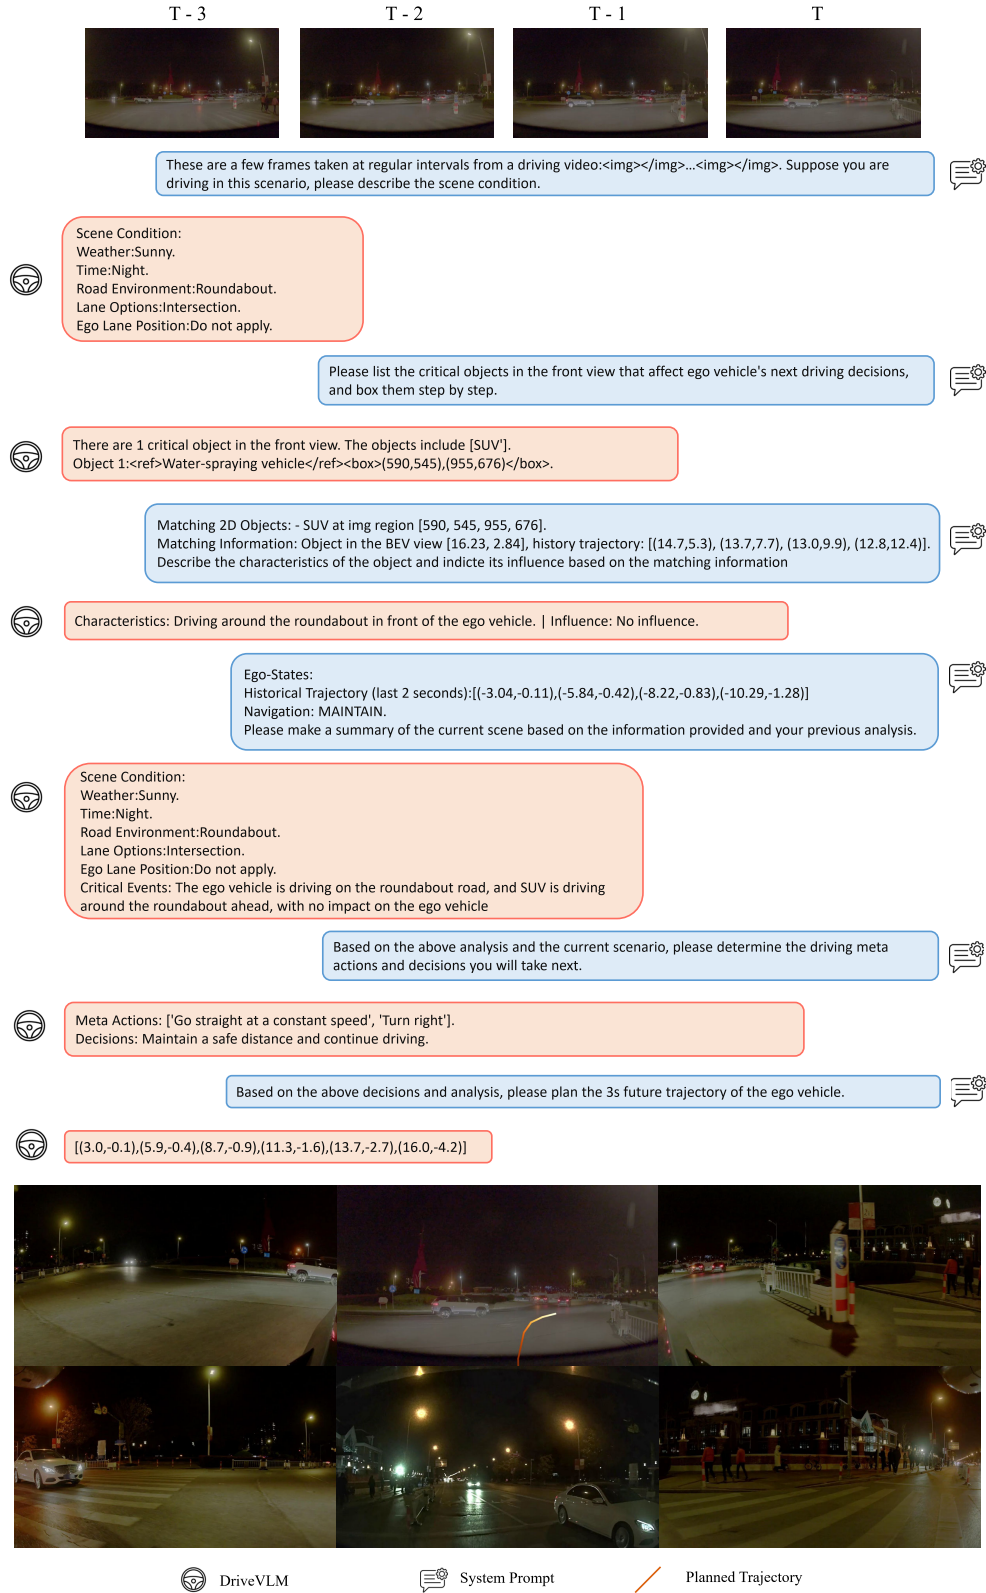 T - 3
T - 2
T - 1
T
These are a few frames taken at regular intervals from a driving video:<img></img>...<img></img>. Suppose you are
driving in this scenario, please describe the scene condition.
Scene Condition:
Weather:Sunny.
Time:Night.
Road Environment:Roundabout.
Lane Options:Intersection.
Ego Lane Position:Do not apply.
Please list the critical objects in the front view that affect ego vehicle's next driving decisions,
and box them step by step.
There are 1 critical object in the front view. The objects include [SUV'].
Object 1:<ref>Water-spraying vehicle</ref><box>(590,545),(955,676)</box>.
Matching 2D Objects: - SUV at img region [590, 545, 955, 676].
Matching Information: Object in the BEV view [16.23, 2.84], history trajectory: [(14.7,5.3), (13.7,7.7), (13.0,9.9), (12.8,12.4)].
Describe the characteristics of the object and indicte its influence based on the matching information
Characteristics: Driving around the roundabout in front of the ego vehicle. | Influence: No influence.
Ego-States:
Historical Trajectory (last 2 seconds):[(-3.04,-0.11),(-5.84,-0.42),(-8.22,-0.83),(-10.29,-1.28)]
Navigation: MAINTAIN.
Please make a summary of the current scene based on the information provided and your previous analysis.
Scene Condition:
Weather:Sunny.
Time:Night.
Road Environment:Roundabout.
Lane Options:Intersection.
Ego Lane Position:Do not apply.
Critical Events: The ego vehicle is driving on the roundabout road, and SUV is driving
around the roundabout ahead, with no impact on the ego vehicle
Based on the above analysis and the current scenario, please determine the driving meta
actions and decisions you will take next.
Meta Actions: ['Go straight at a constant speed', 'Turn right'].
Decisions: Maintain a safe distance and continue driving.
Based on the above decisions and analysis, please plan the 3s future trajectory of the ego vehicle.
[(3.0,-0.1),(5.9,-0.4),(8.7,-0.9),(11.3,-1.6),(13.7,-2.7),(16.0,-4.2)]
DriveVLM
System Prompt
Planned Trajectory